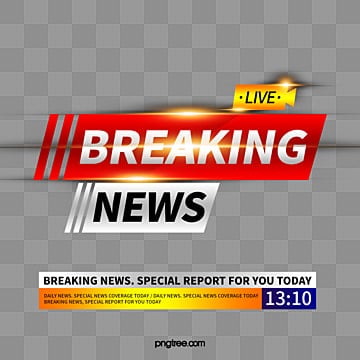 ·LIVE·
BREAKING
NEWS
BREAKING NEWS. SPECIAL REPORT FOR YOU TODAY
DAILY NEWS. SPECIAL NEWS COVERAGE TODAY / DAILY NEWS. SPECIAL NEWS COVERAGE TODAY
BREAKING NEWS, SPECIAL REPORT FOR YOU TODAY
13:10
pngtree.com